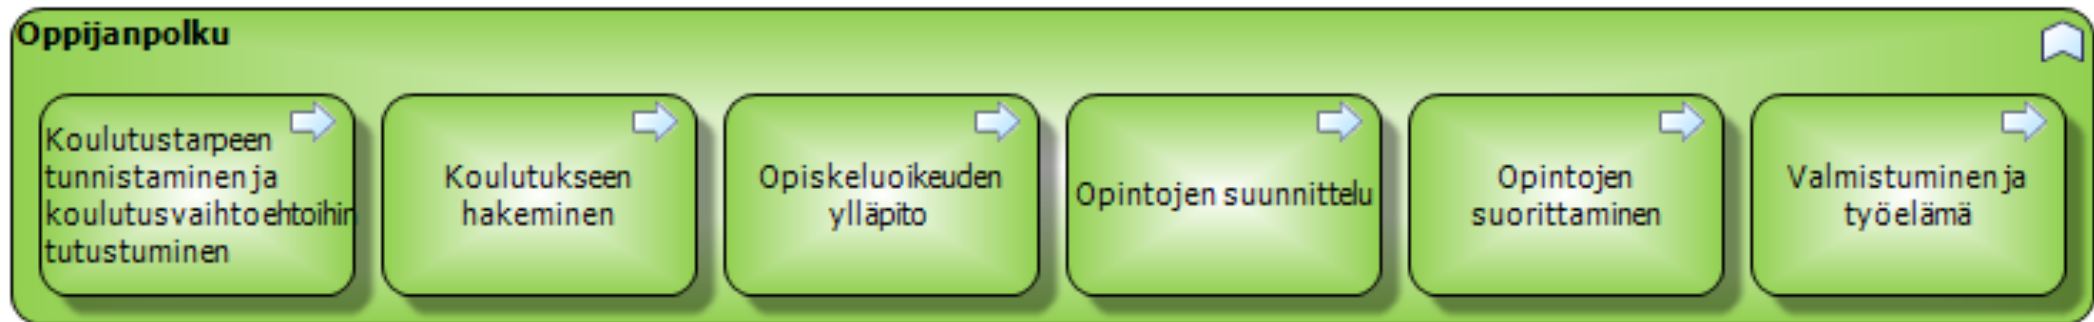 Oppijanpolku
Koulutustarpeen
tunnistaminen ja
koulutusvaihtoehtoihin
tutustuminen
Koulutukseen
hakeminen
Opiskeluoikeuden
ylläpito
Opintojen suunnittelu
Opintojen
suorittaminen
Valmistuminen ja
työelämä